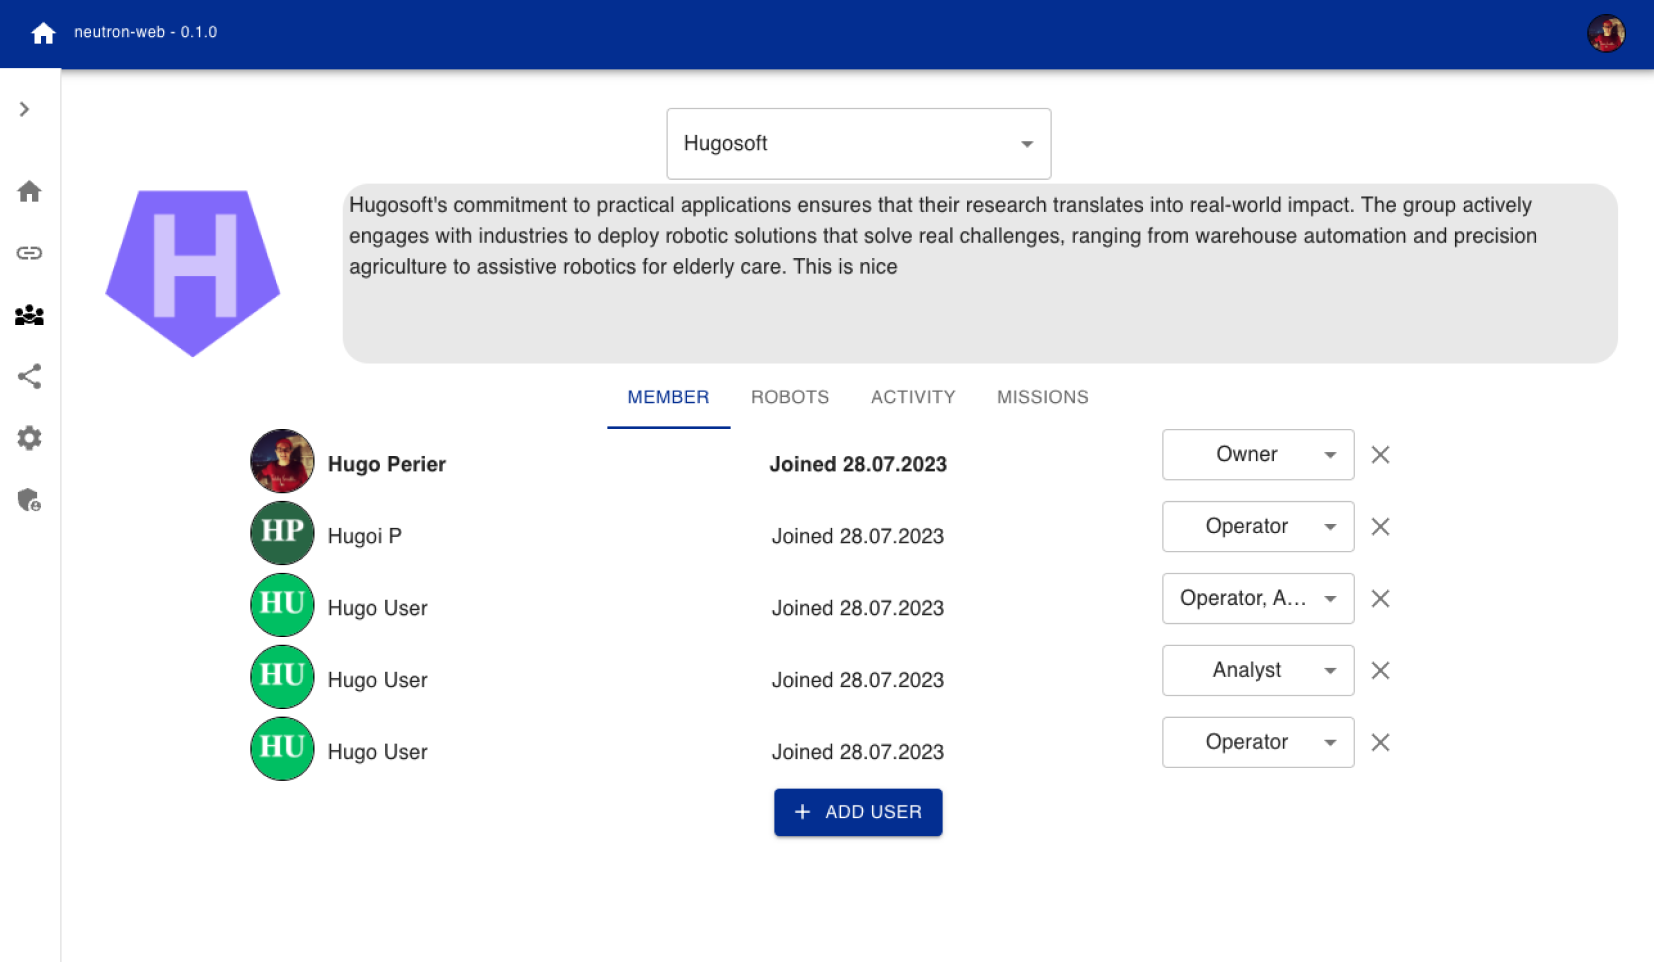 neutron-web - 0.1.0
Hugosoft
H
Hugosoft's commitment to practical applications ensures that their research translates into real-world impact. The group actively
engages with industries to deploy robotic solutions that solve real challenges, ranging from warehouse automation and precision
agriculture to assistive robotics for elderly care. This is nice
MEMBER ROBOTS ACTIVITY MISSIONS
Hugo Perier Joined 28.07.2023 Owner
HP Hugoi P Joined 28.07.2023 Operator
HU Hugo User Joined 28.07.2023 Operator, A...
HU Hugo User Joined 28.07.2023 Analyst
HU Hugo User Joined 28.07.2023 Operator
+ ADD USER